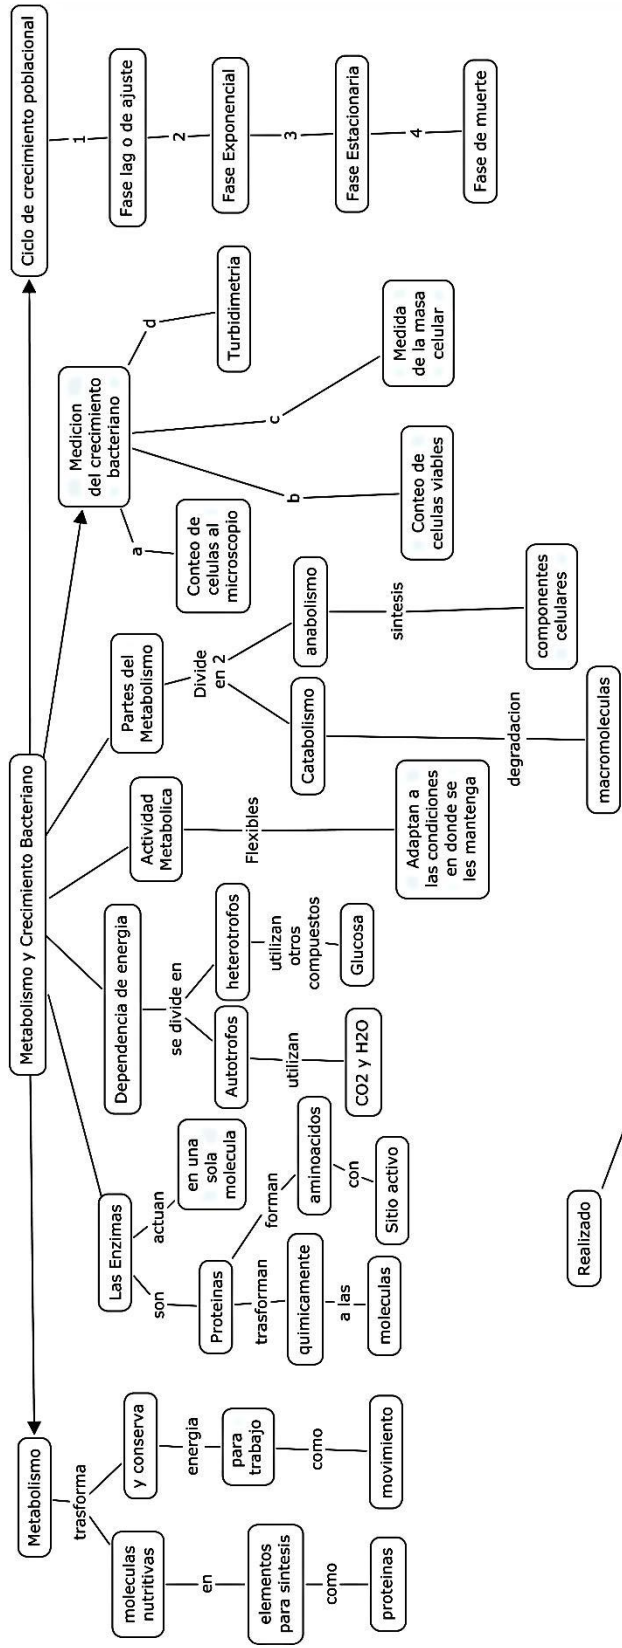 Metabolismo y Crecimiento Bacteriano
Metabolismo
trasforma
moleculas
nutritivas
en
elementos
para sintesis
como
proteinas
y conserva
energia
para
trabajo
como
movimiento
Las Enzimas
son
actuan
en una
sola
molecula
Proteinas
trasforman
quimicamente
a las
moleculas
forman
aminoacidos
con
Sitio activo
Dependencia de energia
se divide en
Autotrofos
utilizan
CO2 y H2O
heterotrofos
utilizan
otros
compuestos
Glucosa
Actividad
Metabolica
Flexibles
Adaptan a
las condiciones
en donde se
les mantenga
Partes del
Metabolismo
Divide
en 2
Catabolismo
degradacion
macromoleculas
anabolismo
sintesis
componentes
celulares
Medicion
del crecimiento
bacteriano
a
Conteo de
celulas al
microscopio
b
Conteo de
celulas viables
c
Medida
de la masa
celular
d
Turbidimetria
Ciclo de crecimiento poblacional
1
Fase lag o de ajuste
2
Fase Exponencial
3
Fase Estacionaria
4
Fase de muerte
Realizado